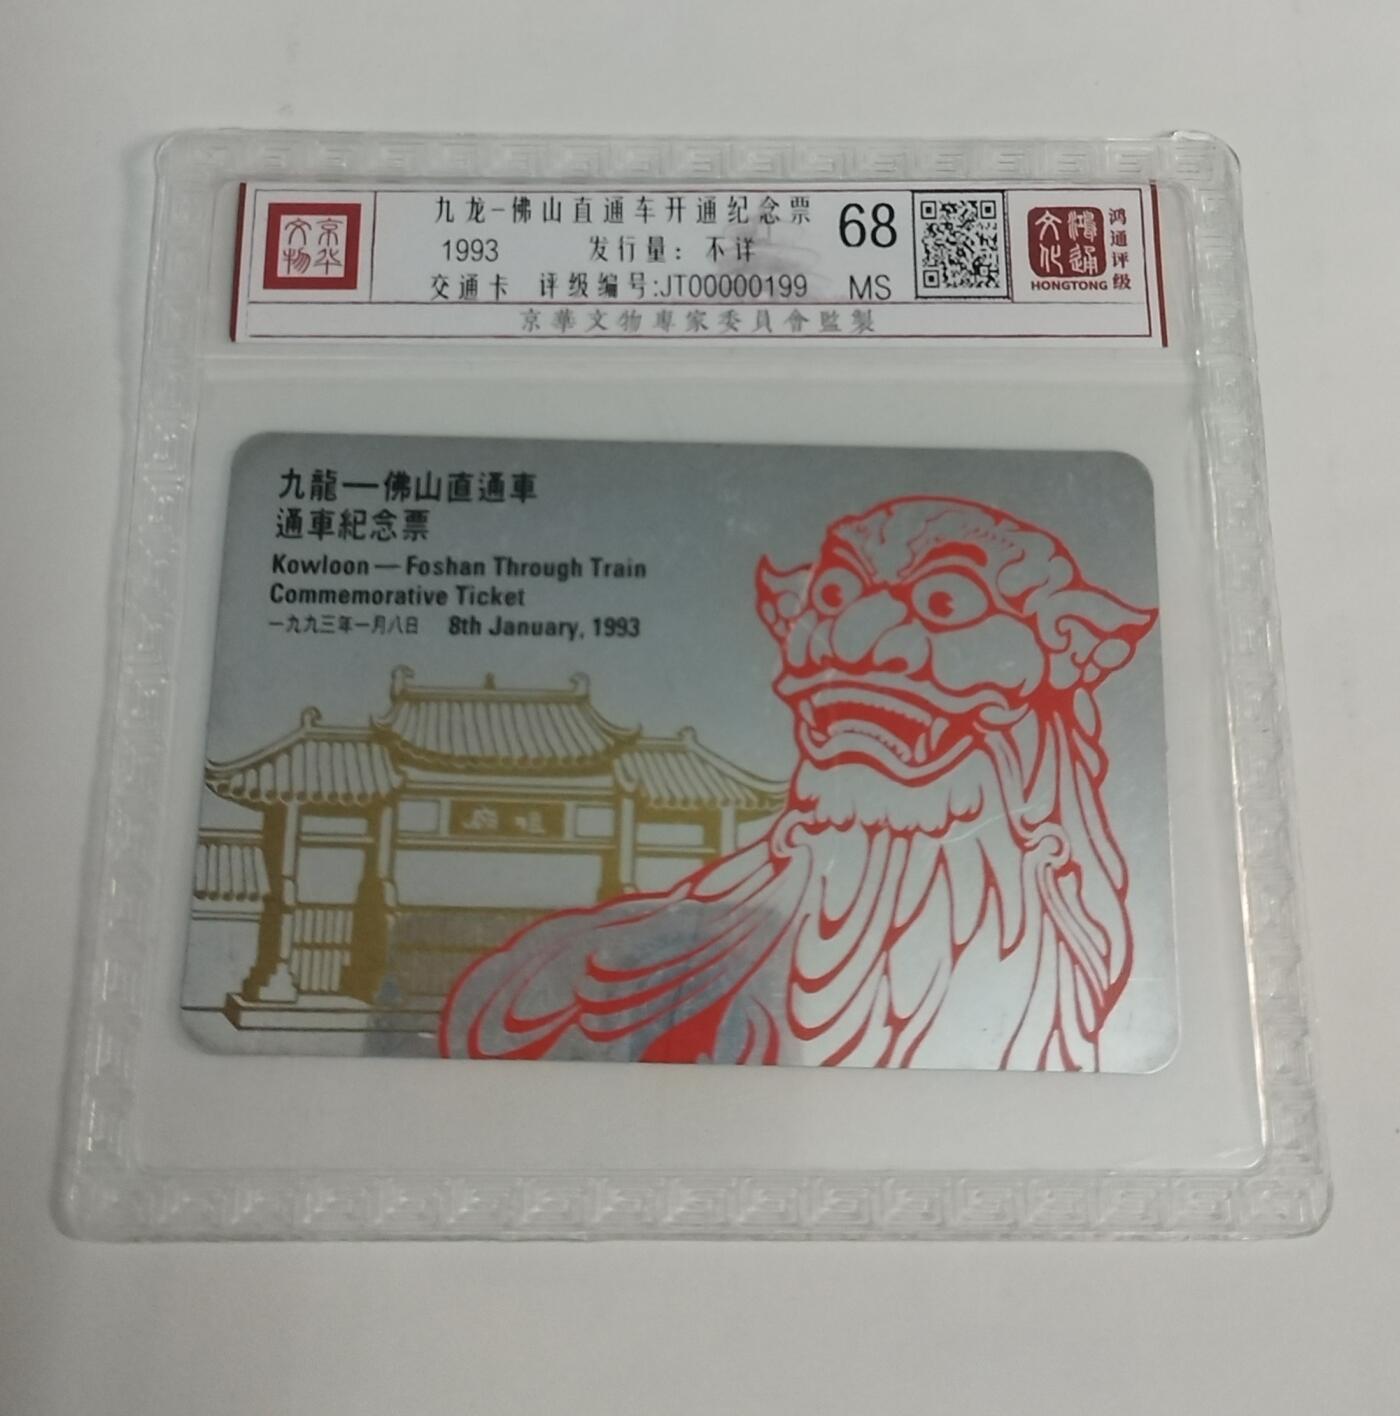 京华
文物
九龙-佛山直通车开通纪念票
1993 发行量: 不详
交通卡 评级编号:JT00000199
68
MS
鸿通
文化
HONGTONG
鸿通评级
京華文物專家委員會監製
九龍—佛山直通車
通車紀念票
Kowloon — Foshan Through Train
Commemorative Ticket
一九九三年一月八日 8th January, 1993